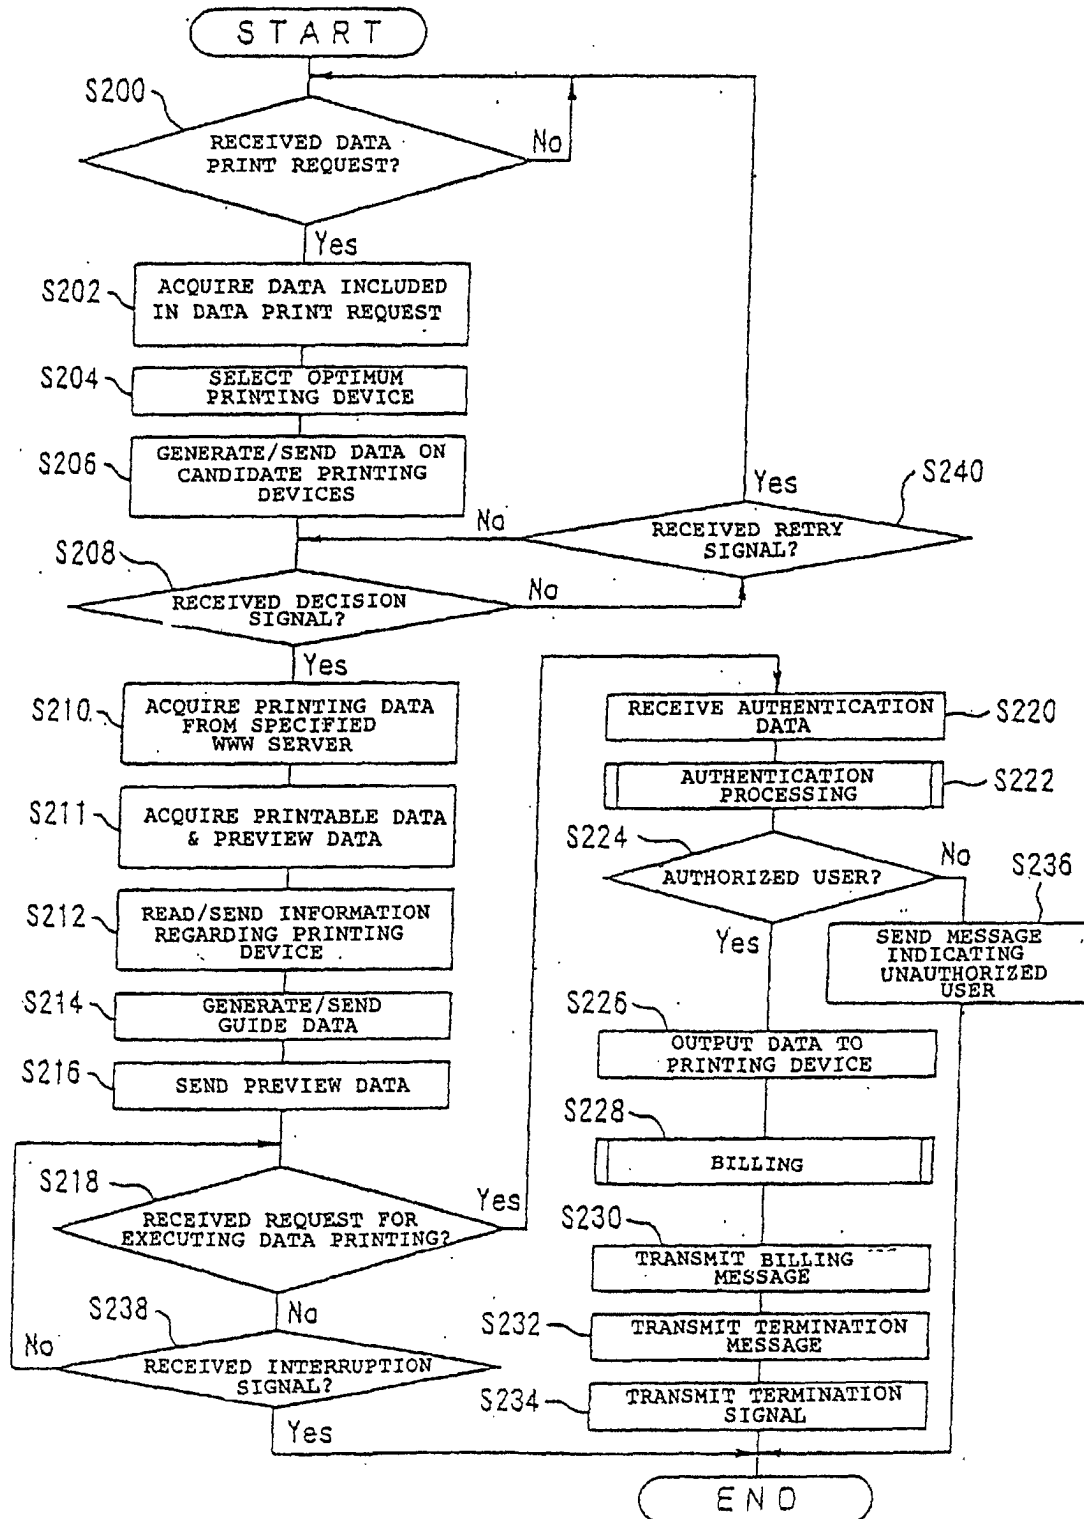 START
S200
RECEIVED DATA
PRINT REQUEST?
No
Yes
S202
ACQUIRE DATA INCLUDED
IN DATA PRINT REQUEST
S204
SELECT OPTIMUM
PRINTING DEVICE
S206
GENERATE/SEND DATA ON
CANDIDATE PRINTING
DEVICES
Yes
S240
No
RECEIVED RETRY
SIGNAL?
S208
RECEIVED DECISION
SIGNAL?
No
Yes
S210
ACQUIRE PRINTING DATA
FROM SPECIFIED
WWW SERVER
S211
ACQUIRE PRINTABLE DATA
& PREVIEW DATA
S212
READ/SEND INFORMATION
REGARDING PRINTING
DEVICE
S214
GENERATE/SEND
GUIDE DATA
S216
SEND PREVIEW DATA
S218
RECEIVED REQUEST FOR
EXECUTING DATA PRINTING?
Yes
No
S238
No
RECEIVED INTERRUPTION
SIGNAL?
Yes
RECEIVE AUTHENTICATION
DATA
S220
AUTHENTICATION
PROCESSING
S222
S224
AUTHORIZED USER?
No
Yes
S236
SEND MESSAGE
INDICATING
UNAUTHORIZED
USER
S226
OUTPUT DATA TO
PRINTING DEVICE
S228
BILLING
S230
TRANSMIT BILLING
MESSAGE
S232
TRANSMIT TERMINATION
MESSAGE
S234
TRANSMIT TERMINATION
SIGNAL
END